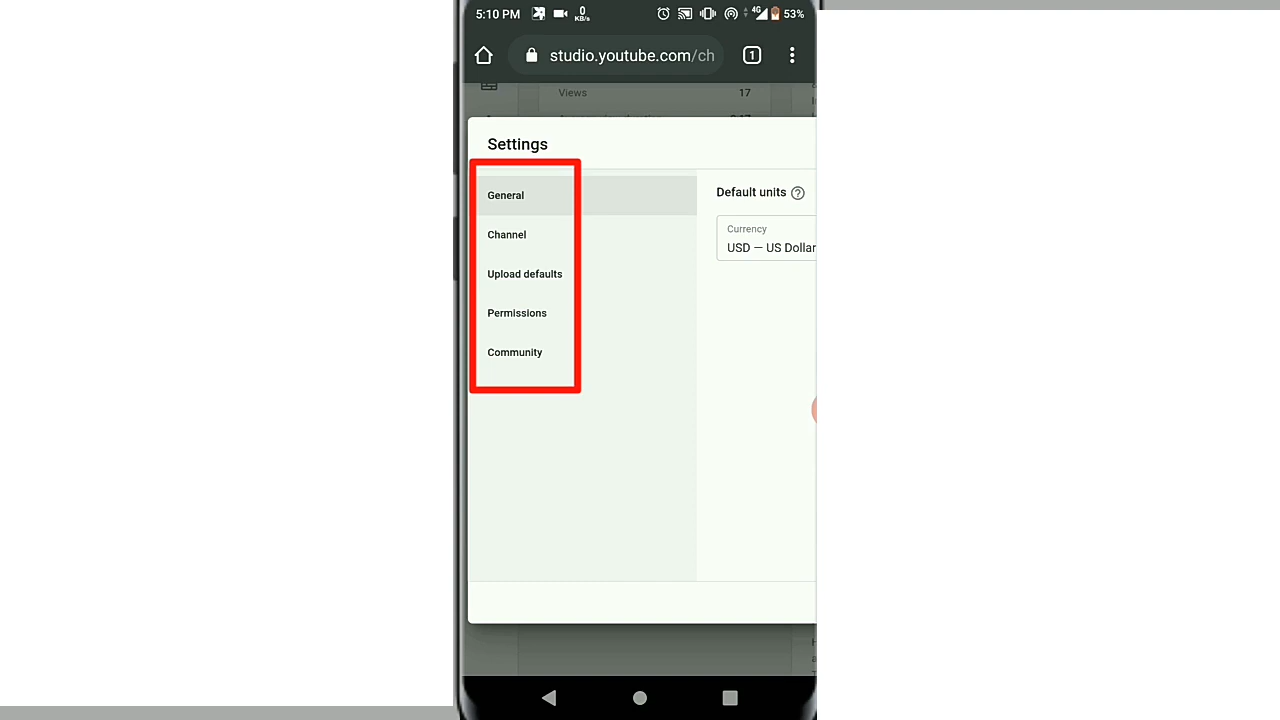 5:10 PM 0 KB/s 4G 53%
studio.youtube.com/ch 1
Views 17
Settings
General
Default units
Channel
Currency
USD — US Dollar
Upload defaults
Permissions
Community